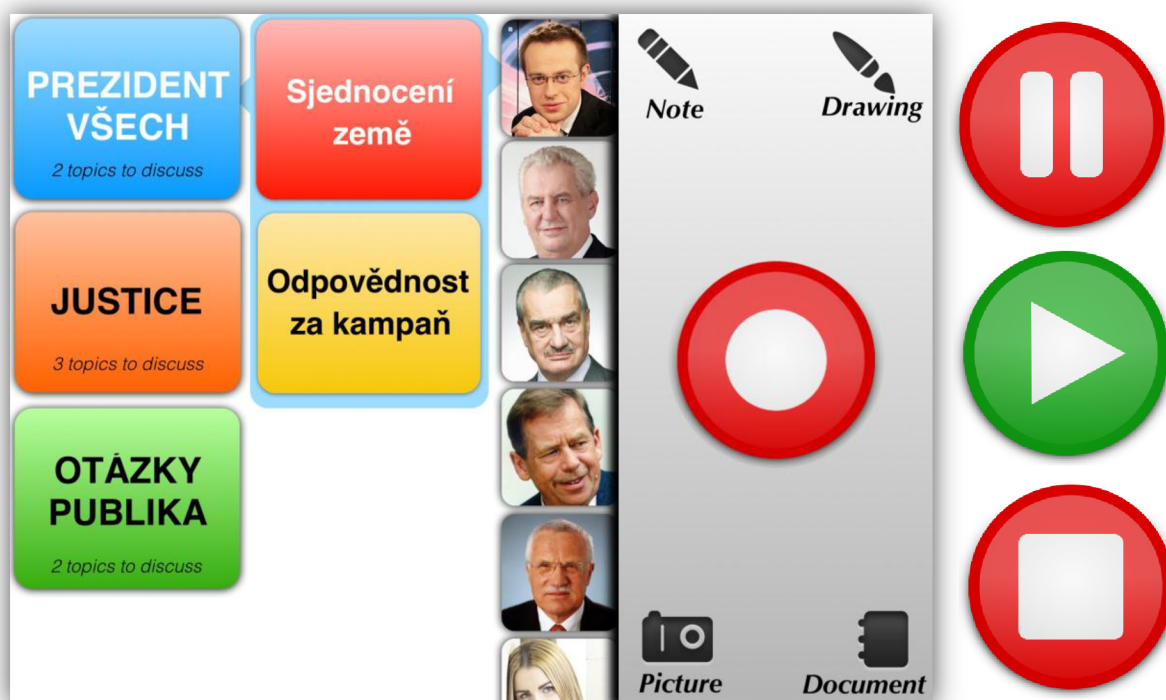 PREZIDENT
VŠECH
2 topics to discuss
Sjednocení
země
JUSTICE
3 topics to discuss
Odpovědnost
za kampaň
OTÁZKY
PUBLIKA
2 topics to discuss
Note
Drawing
Picture
Document